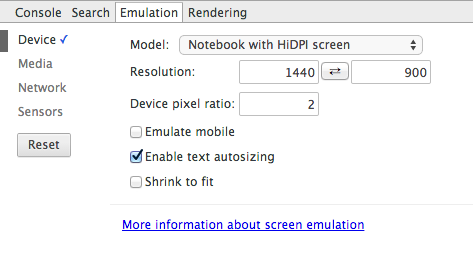 Console Search Emulation Rendering
Device ✓ Model: Notebook with HiDPI screen
Media Resolution: 1440 900
Network Device pixel ratio: 2
Sensors Emulate mobile
Reset Enable text autosizing
Shrink to fit
More information about screen emulation